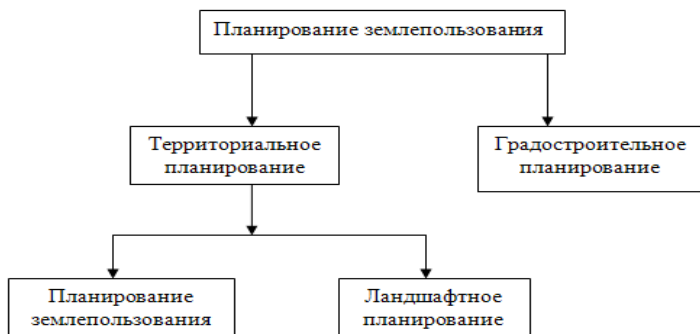 Планирование землепользования
Территориальное
планирование
Градостроительное
планирование
Планирование
землепользования
Ландшафтное
планирование